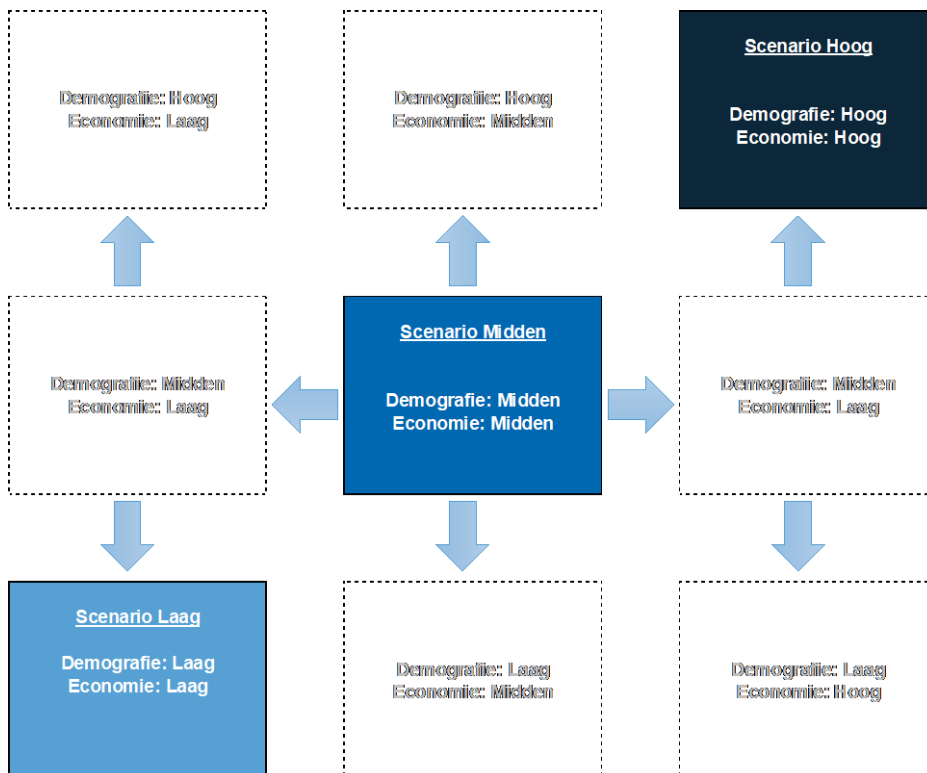 Demografie: Hoog
Economie: Laag
Demografie: Hoog
Economie: Midden
Scenario Hoog
Demografie: Hoog
Economie: Hoog
Demografie: Midden
Economie: Laag
Scenario Midden
Demografie: Midden
Economie: Midden
Demografie: Midden
Economie: Laag
Scenario Laag
Demografie: Laag
Economie: Laag
Demografie: Laag
Economie: Midden
Demografie: Laag
Economie: Hoog